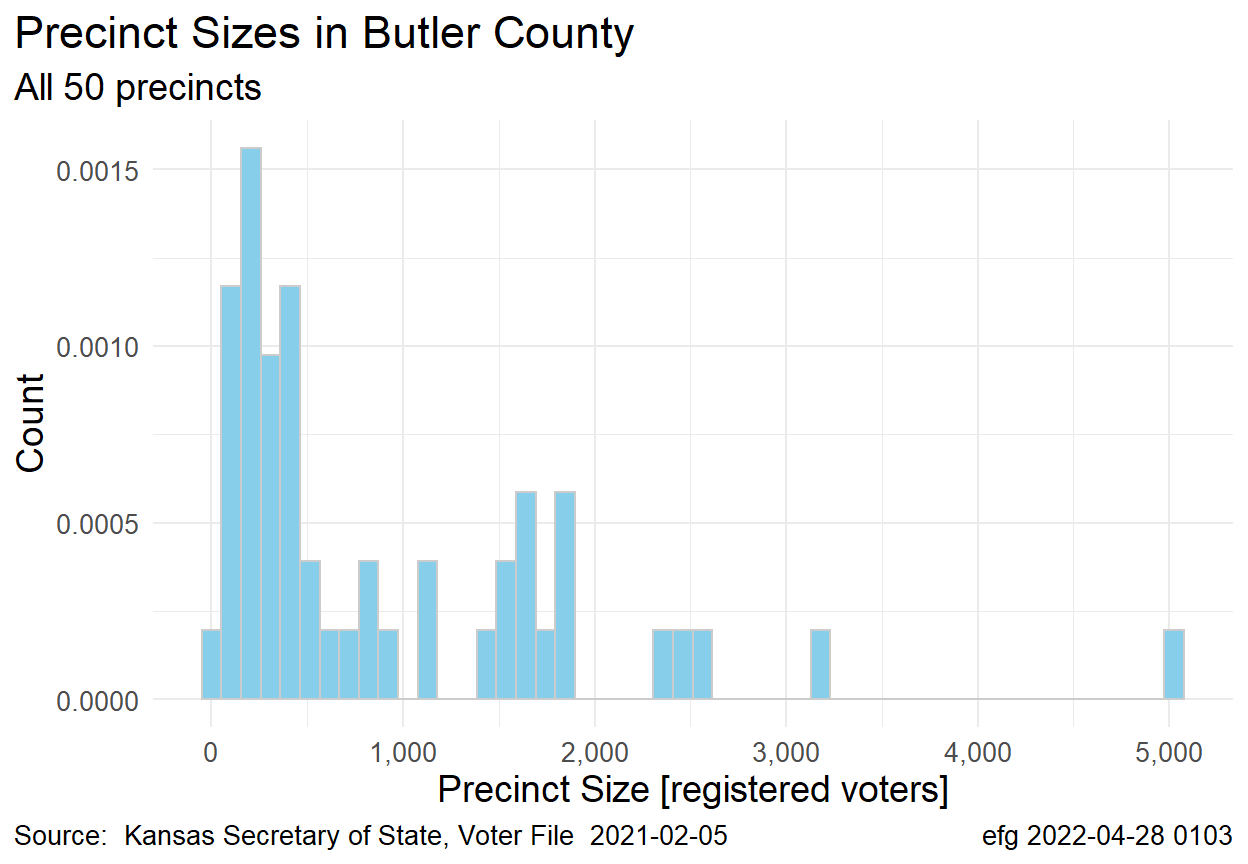 Precinct Sizes in Butler County
All 50 precincts
0.0015
0.0010
0.0005
0.0000
Count
0 1,000 2,000 3,000 4,000 5,000
Precinct Size [registered voters]
Source:  Kansas Secretary of State, Voter File  2021-02-05 efg 2022-04-28 0103